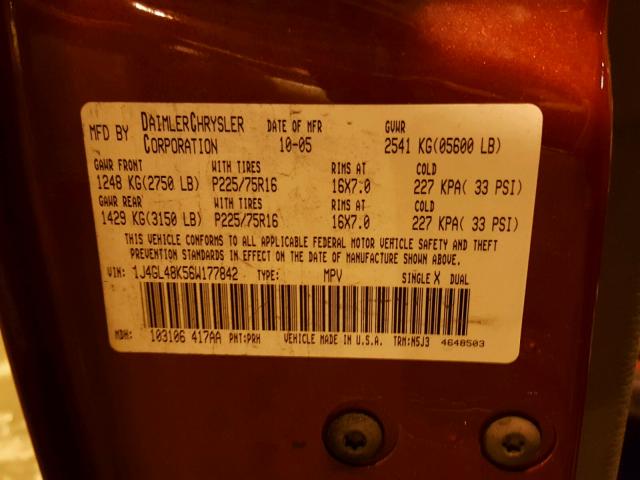 MFD BY DAIMLERCHRYSLER CORPORATION DATE OF MFR 10-05 GVWR 2541 KG(05600 LB)
GAWR FRONT WITH TIRES RIMS AT COLD
1248 KG(2750 LB) P225/75R16 16X7.0 227 KPA( 33 PSI)
GAWR REAR WITH TIRES RIMS AT COLD
1429 KG(3150 LB) P225/75R16 16X7.0 227 KPA( 33 PSI)
THIS VEHICLE CONFORMS TO ALL APPLICABLE FEDERAL MOTOR VEHICLE SAFETY AND THEFT
PREVENTION STANDARDS IN EFFECT ON THE DATE OF MANUFACTURE SHOWN ABOVE.
VIN: 1J4GL48K56W177842 TYPE: MPV SINGLE X DUAL
MDH: 103106 417AA PNT:PRH VEHICLE MADE IN U.S.A. TRM:N5J3 4648503